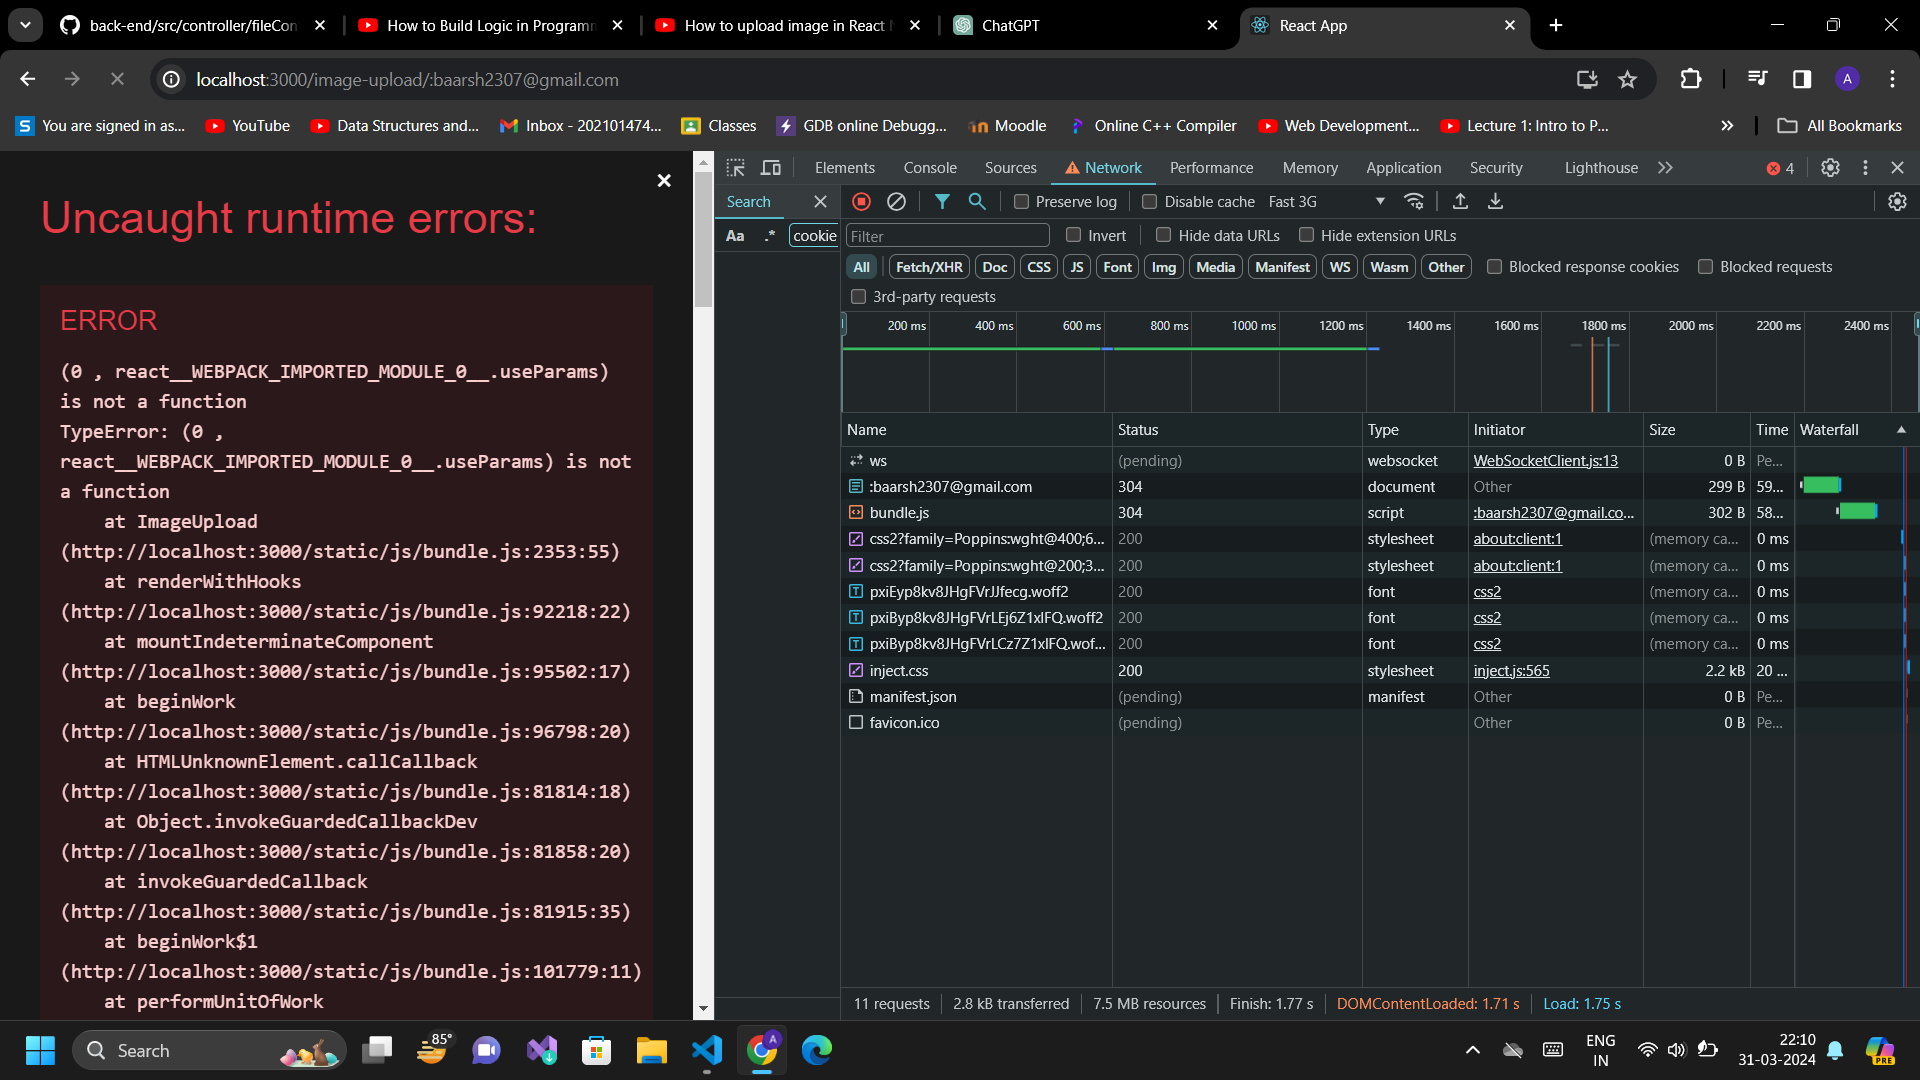 back-end/src/controller/fileCon
How to Build Logic in Programm
How to upload image in React N
ChatGPT
React App
localhost:3000/image-upload/:baarsh2307@gmail.com
A
You are signed in as...
YouTube
Data Structures and...
Inbox - 202101474...
Classes
GDB online Debugg...
Moodle
Online C++ Compiler
Web Development...
Lecture 1: Intro to P...
All Bookmarks
Uncaught runtime errors:
ERROR
(0 , react__WEBPACK_IMPORTED_MODULE_0__.useParams)
is not a function
TypeError: (0 ,
react__WEBPACK_IMPORTED_MODULE_0__.useParams) is not
a function
at ImageUpload
(http://localhost:3000/static/js/bundle.js:2353:55)
at renderWithHooks
(http://localhost:3000/static/js/bundle.js:92218:22)
at mountIndeterminateComponent
(http://localhost:3000/static/js/bundle.js:95502:17)
at beginWork
(http://localhost:3000/static/js/bundle.js:96798:20)
at HTMLUnknownElement.callCallback
(http://localhost:3000/static/js/bundle.js:81814:18)
at Object.invokeGuardedCallbackDev
(http://localhost:3000/static/js/bundle.js:81858:20)
at invokeGuardedCallback
(http://localhost:3000/static/js/bundle.js:81915:35)
at beginWork$1
(http://localhost:3000/static/js/bundle.js:101779:11)
at performUnitOfWork
Elements Console Sources Network Performance Memory Application Security Lighthouse 4
Search
Aa .* cookie
Preserve log Disable cache Fast 3G
Filter Invert Hide data URLs Hide extension URLs
All Fetch/XHR Doc CSS JS Font Img Media Manifest WS Wasm Other Blocked response cookies Blocked requests
3rd-party requests
200 ms 400 ms 600 ms 800 ms 1000 ms 1200 ms 1400 ms 1600 ms 1800 ms 2000 ms 2200 ms 2400 ms
Name Status Type Initiator Size Time Waterfall
ws (pending) websocket WebSocketClient.js:13 0 B Pe...
:baarsh2307@gmail.com 304 document Other 299 B 59...
bundle.js 304 script :baarsh2307@gmail.co... 302 B 58...
css2?family=Poppins:wght@400;6... 200 stylesheet about:client:1 (memory ca... 0 ms
css2?family=Poppins:wght@200;3... 200 stylesheet about:client:1 (memory ca... 0 ms
pxiEyp8kv8JHgFVrJJfecg.woff2 200 font css2 (memory ca... 0 ms
pxiByp8kv8JHgFVrLEj6Z1xlFQ.woff2 200 font css2 (memory ca... 0 ms
pxiByp8kv8JHgFVrLCz7Z1xlFQ.wof... 200 font css2 (memory ca... 0 ms
inject.css 200 stylesheet inject.js:565 2.2 kB 20 ...
manifest.json (pending) manifest Other 0 B Pe...
favicon.ico (pending) Other 0 B Pe...
11 requests 2.8 kB transferred 7.5 MB resources Finish: 1.77 s DOMContentLoaded: 1.71 s Load: 1.75 s
Search
85°
A
ENG
IN
22:10
31-03-2024
PRE